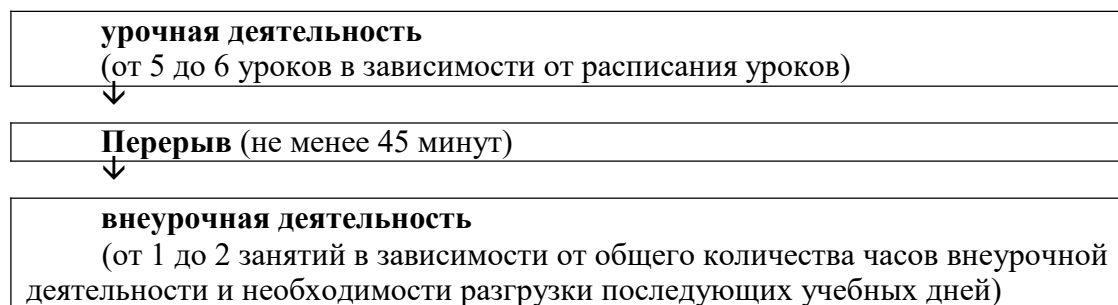 урочная деятельность
(от 5 до 6 уроков в зависимости от расписания уроков)
↓
Перерыв (не менее 45 минут)
↓
внеурочная деятельность
(от 1 до 2 занятий в зависимости от общего количества часов внеурочной
деятельности и необходимости разгрузки последующих учебных дней)